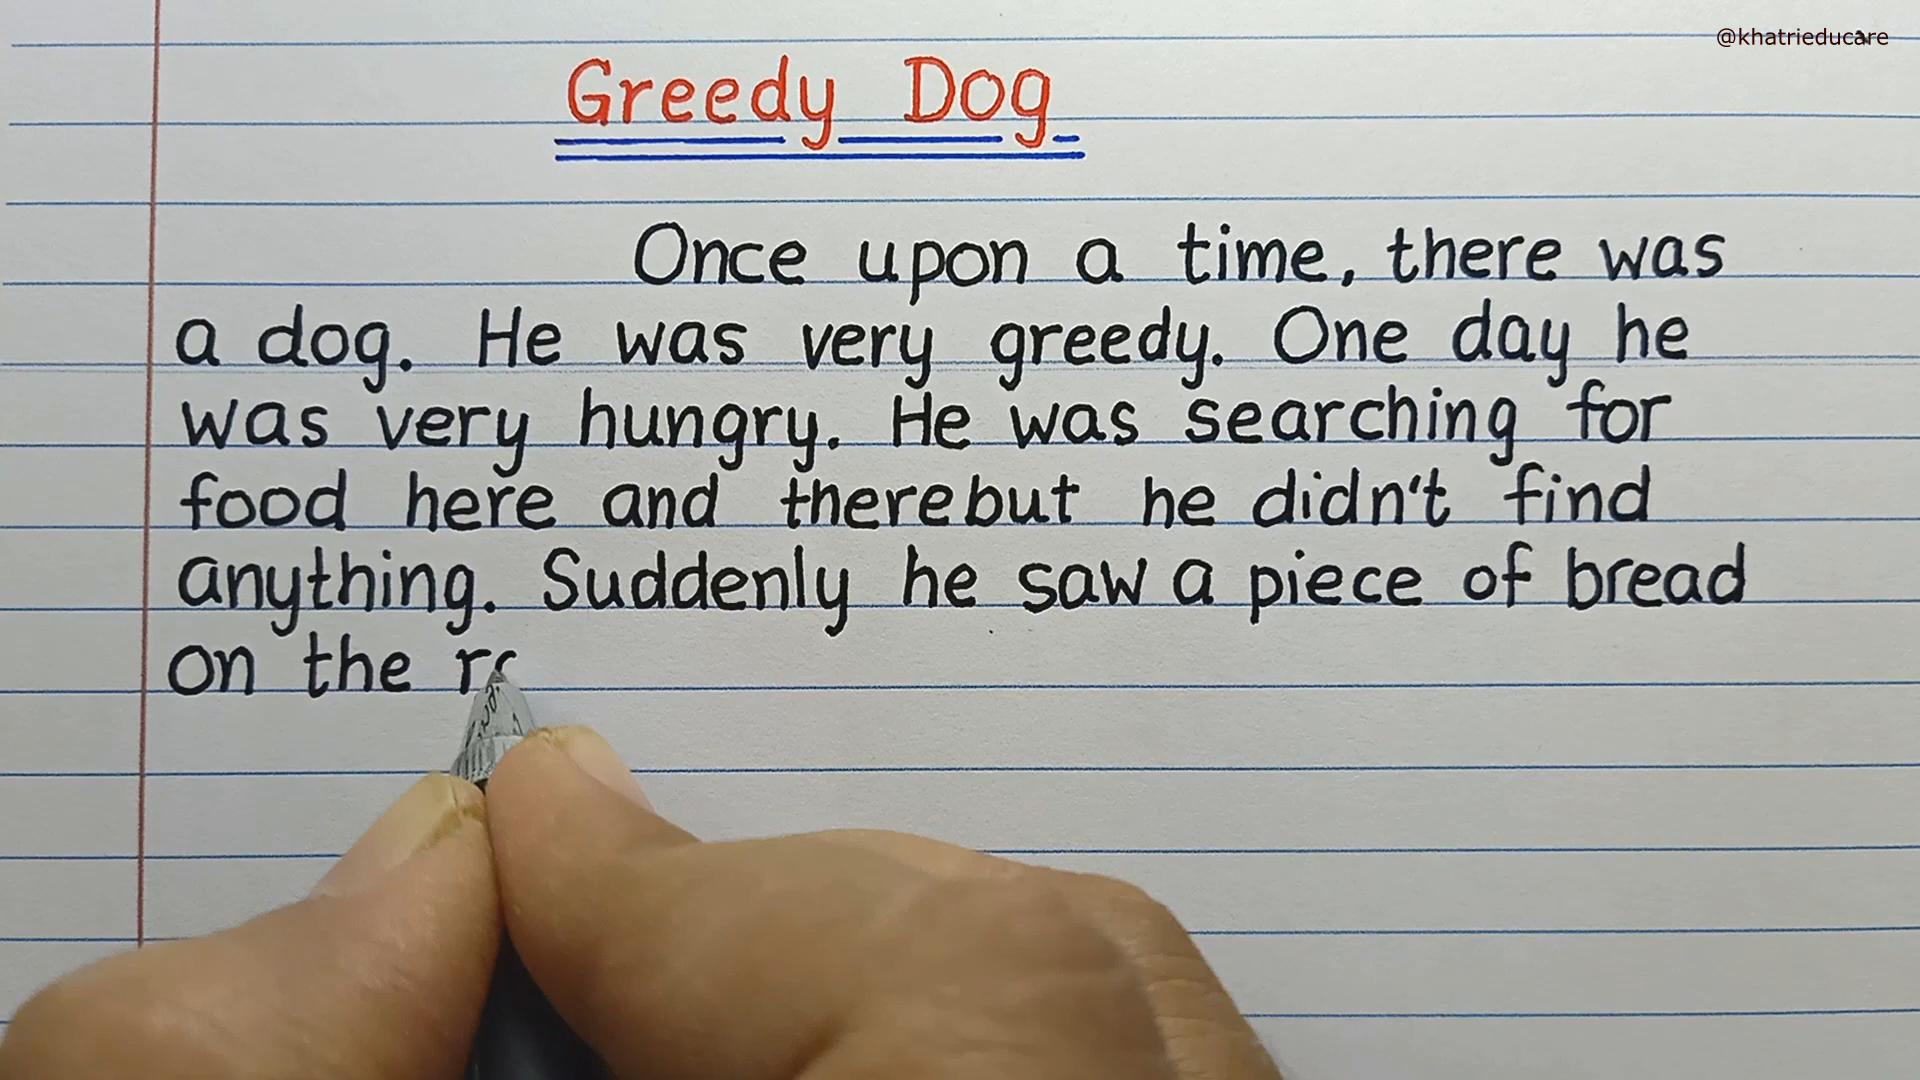 @khatrieducare
Greedy Dog
Once upon a time, there was
a dog. He was very greedy. One day he
was very hungry. He was searching for
food here and therebut he didn't find
anything. Suddenly he saw a piece of bread
on the